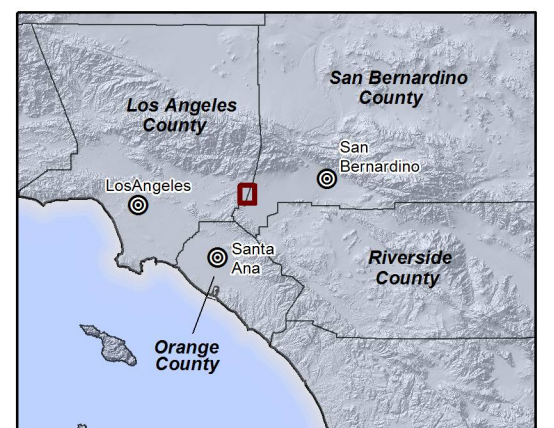 San Bernardino
County
Los Angeles
County
San
Bernardino
LosAngeles
Santa
Ana
Riverside
County
Orange
County